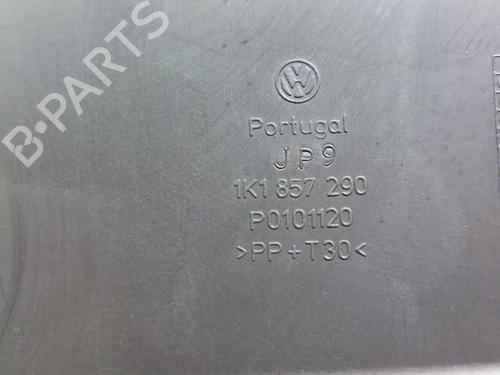 B-PARTS
Portugal
JP9
1K1 857 290
P0101120
>PP+T30<